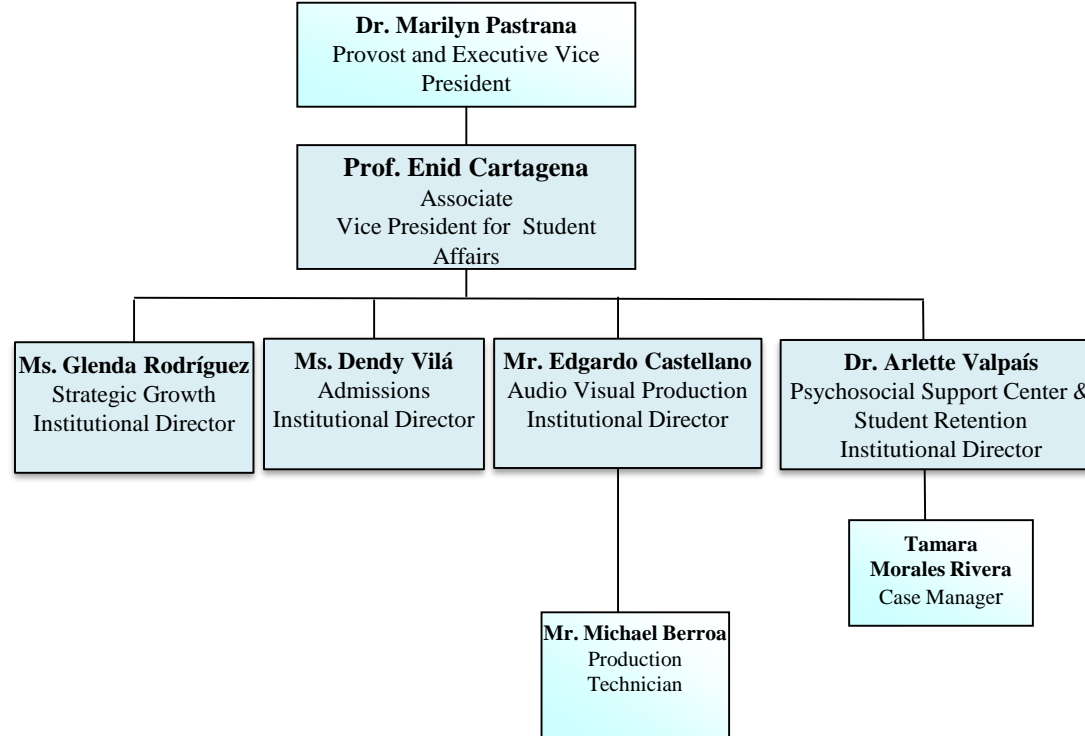 Dr. Marilyn Pastrana
Provost and Executive Vice
President
Prof. Enid Cartagena
Associate
Vice President for Student
Affairs
Ms. Glenda Rodríguez
Strategic Growth
Institutional Director
Ms. Dendy Vilá
Admissions
Institutional Director
Mr. Edgardo Castellano
Audio Visual Production
Institutional Director
Dr. Arlette Valpaís
Psychosocial Support Center &
Student Retention
Institutional Director
Tamara
Morales Rivera
Case Manager
Mr. Michael Berroa
Production
Technician